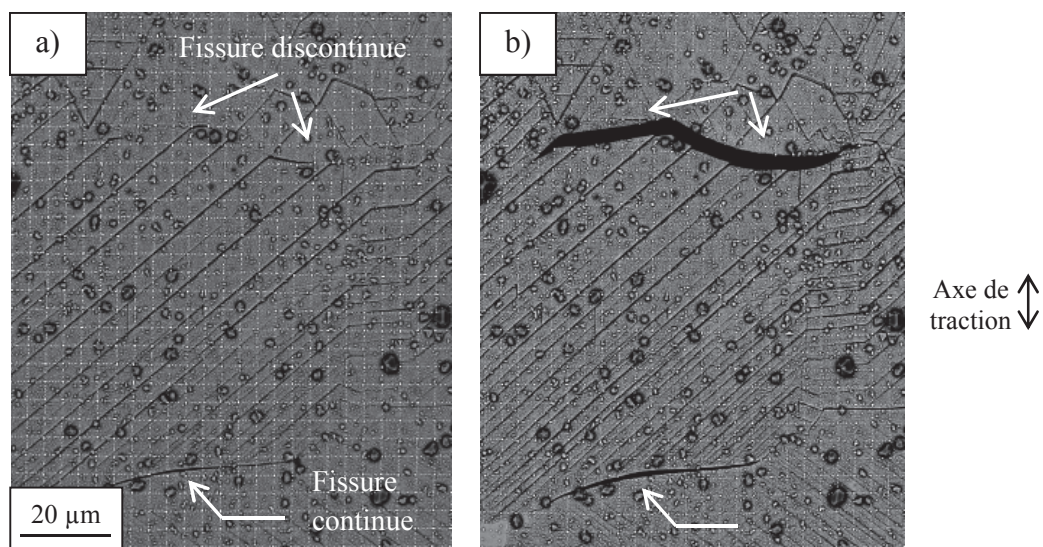 a)
Fissure discontinue
Fissure
continue
20 µm
b)
Axe de
traction